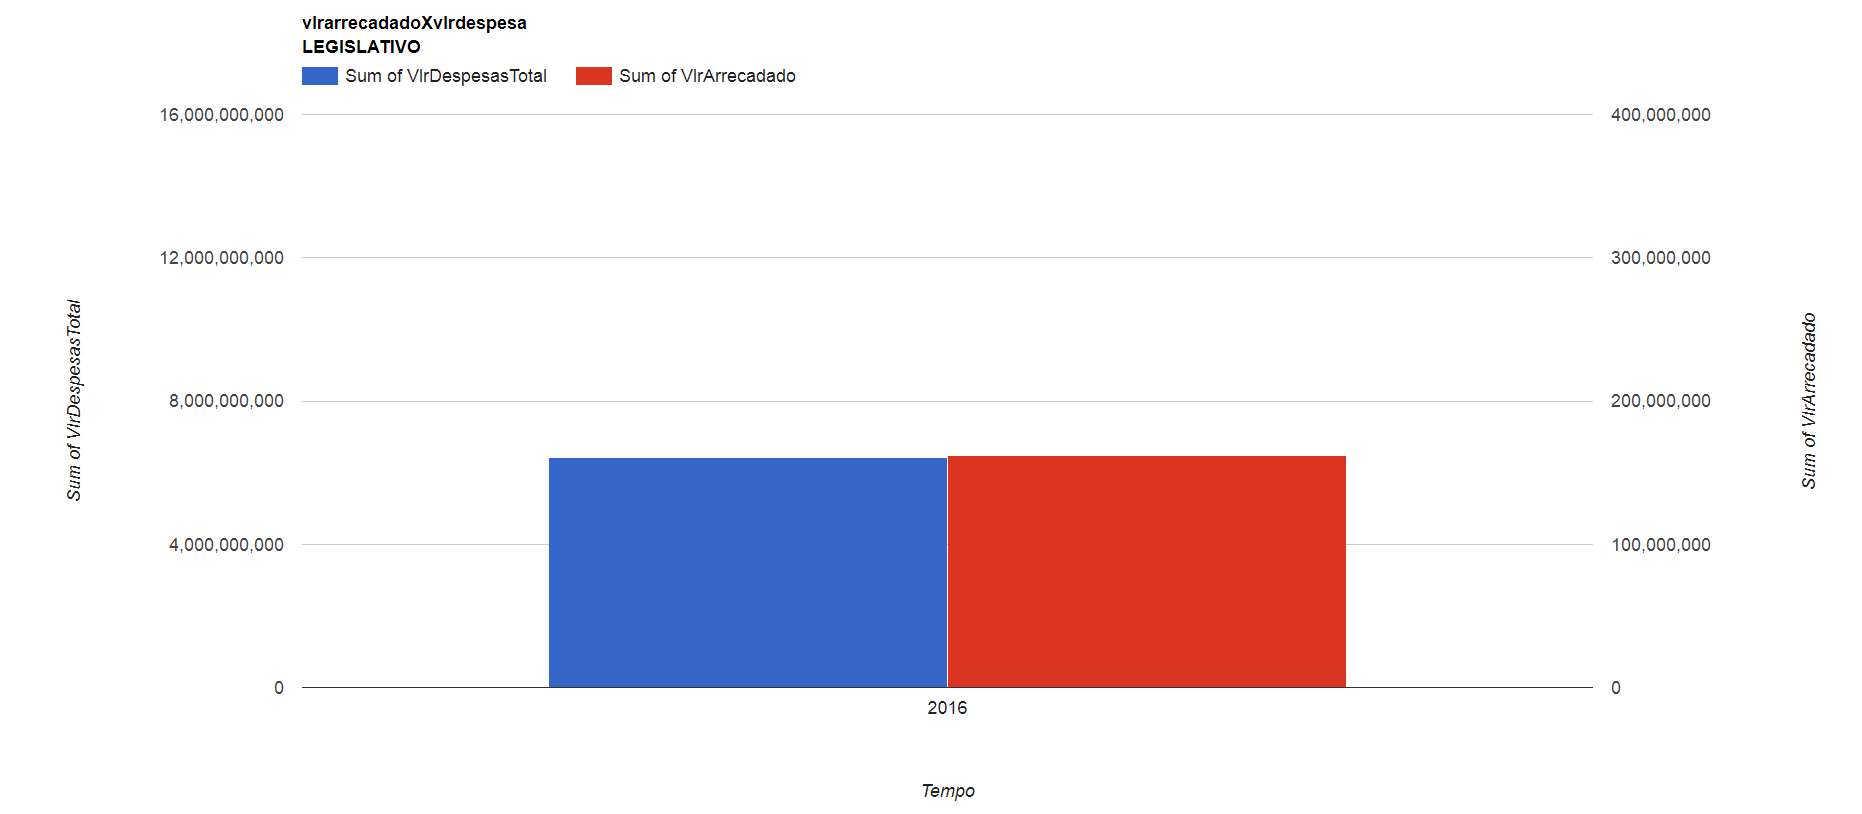 vlrarrecadadoXvlrdespesa
LEGISLATIVO
Sum of VlrDespesasTotal Sum of VlrArrecadado
16,000,000,000 400,000,000
12,000,000,000 300,000,000
8,000,000,000 200,000,000
4,000,000,000 100,000,000
0 0
Sum of VlrDespesasTotal
Sum of VlrArrecadado
2016
Tempo